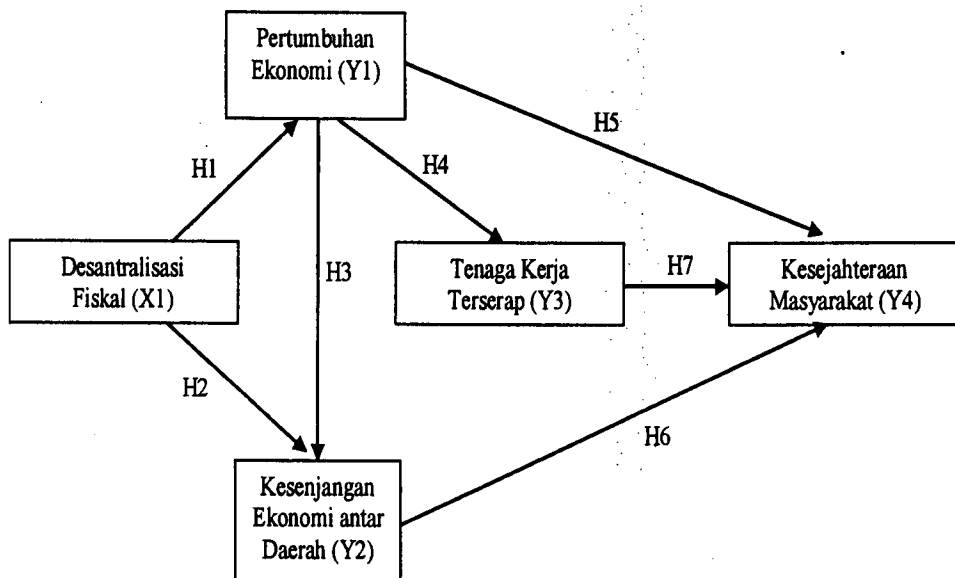 Pertumbuhan
Ekonomi (Y1)
H5
H1
H4
Desantralisasi
Fiskal (X1)
H3
Tenaga Kerja
Terserap (Y3)
H7
Kesejahteraan
Masyarakat (Y4)
H2
H6
Kesenjangan
Ekonomi antar
Daerah (Y2)